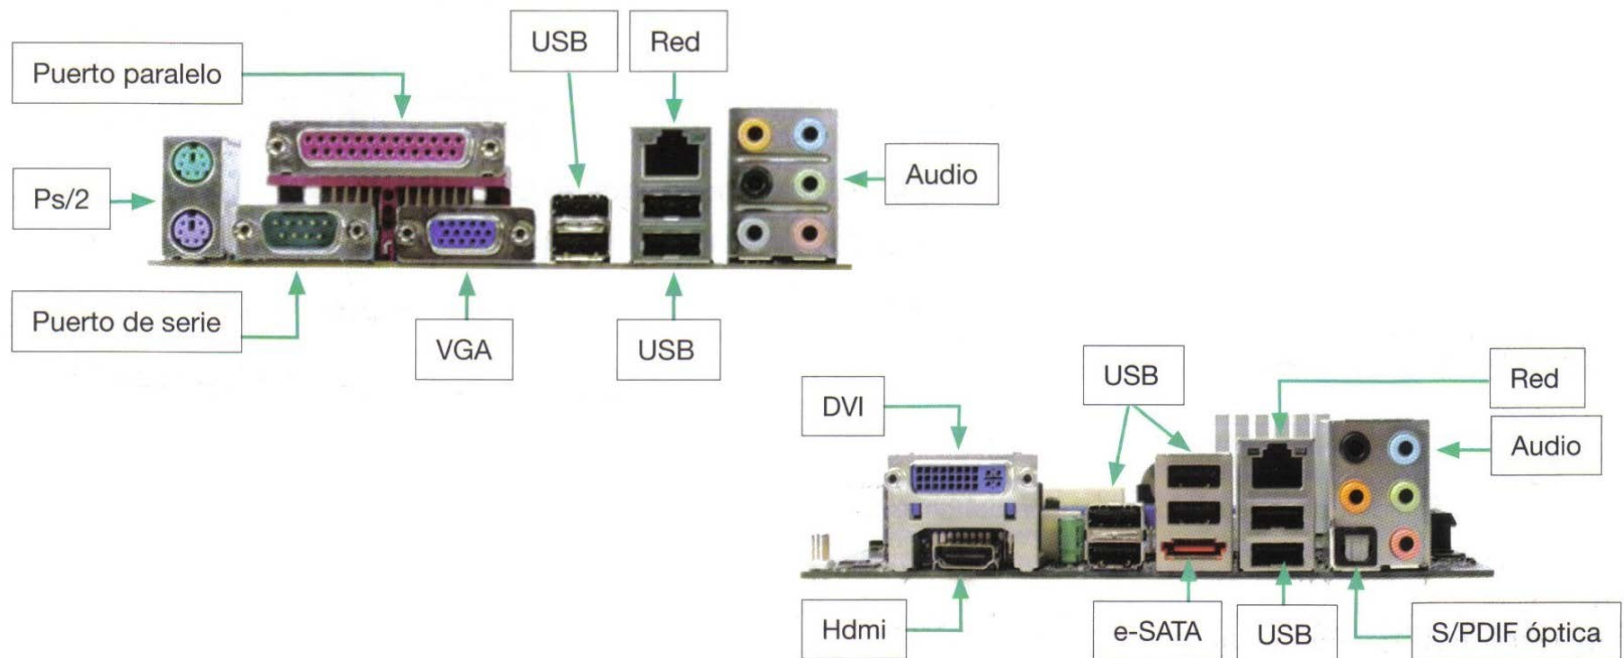 USB
Red
Puerto paralelo
Audio
Ps/2
Puerto de serie
VGA
USB
USB
Red
DVI
Audio
Hdmi
e-SATA
USB
S/PDIF óptica